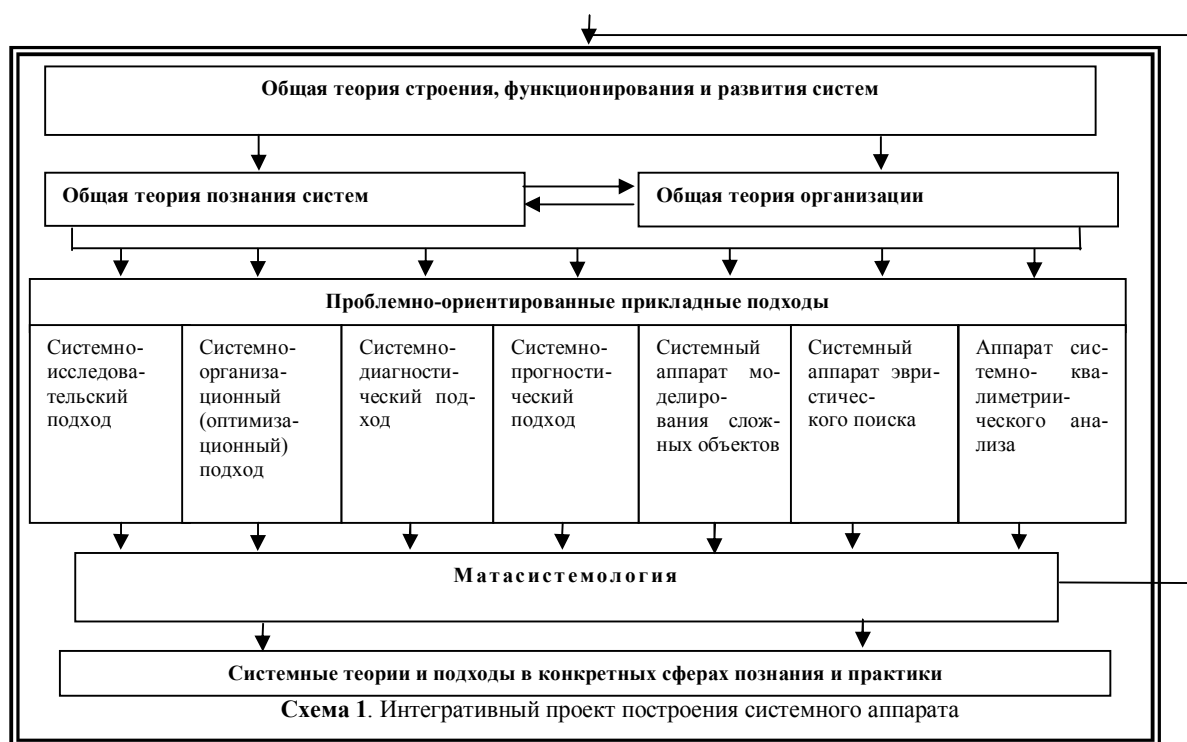 Общая теория строения, функционирования и развития систем
Общая теория познания систем
Общая теория организации
Проблемно-ориентированные прикладные подходы
Системно-
исследова-
тельский
подход
Системно-
организа-
ционный
(оптимиза-
ционный)
подход
Системно-
диагности-
ческий под-
ход
Системно-
прогности-
ческий
подход
Системный
аппарат мо-
делирова-
ния слож-
ных объектов
Системный
аппарат эври-
стичес-
кого поиска
Аппарат сис-
темно ква-
лиметрии-
ческого ана-
лиза
Матасистемология
Системные теории и подходы в конкретных сферах познания и практики
Схема 1. Интегративный проект построения системного аппарата